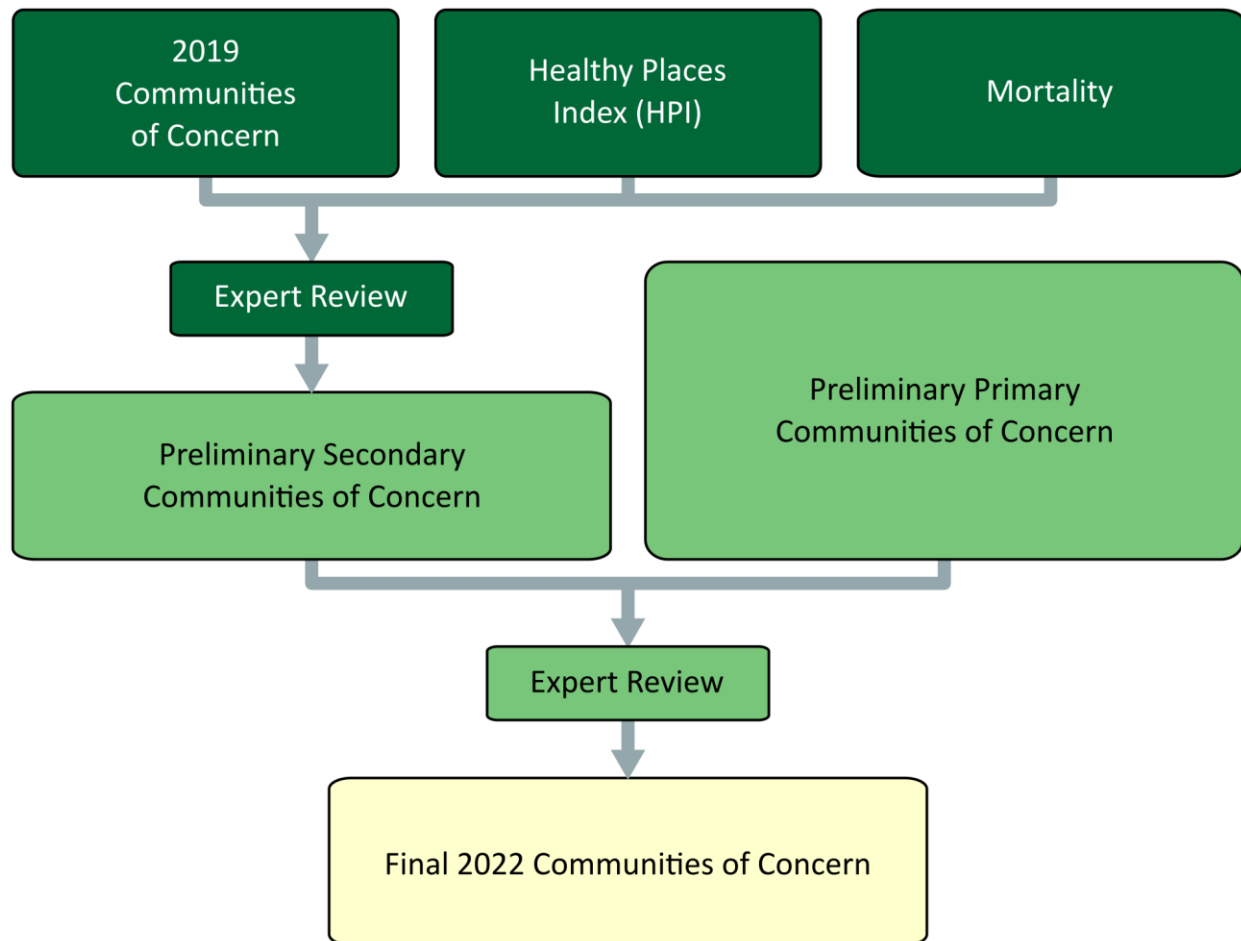 2019
Communities
of Concern
Healthy Places
Index (HPI)
Mortality
Expert Review
Preliminary Primary
Communities of Concern
Preliminary Secondary
Communities of Concern
Expert Review
Final 2022 Communities of Concern